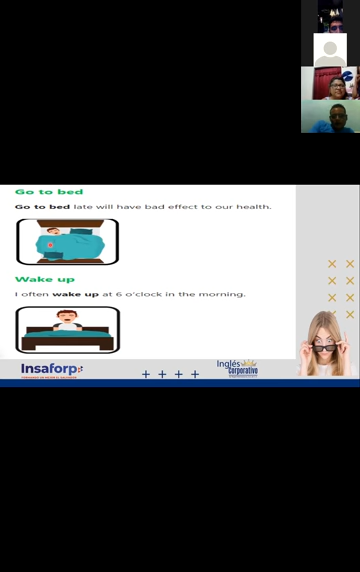 Go to bed
Go to bed late will have bad effect to our health.
Wake up
I often wake up at 6 o'clock in the morning.
Insaforp
Inglés
corporativo